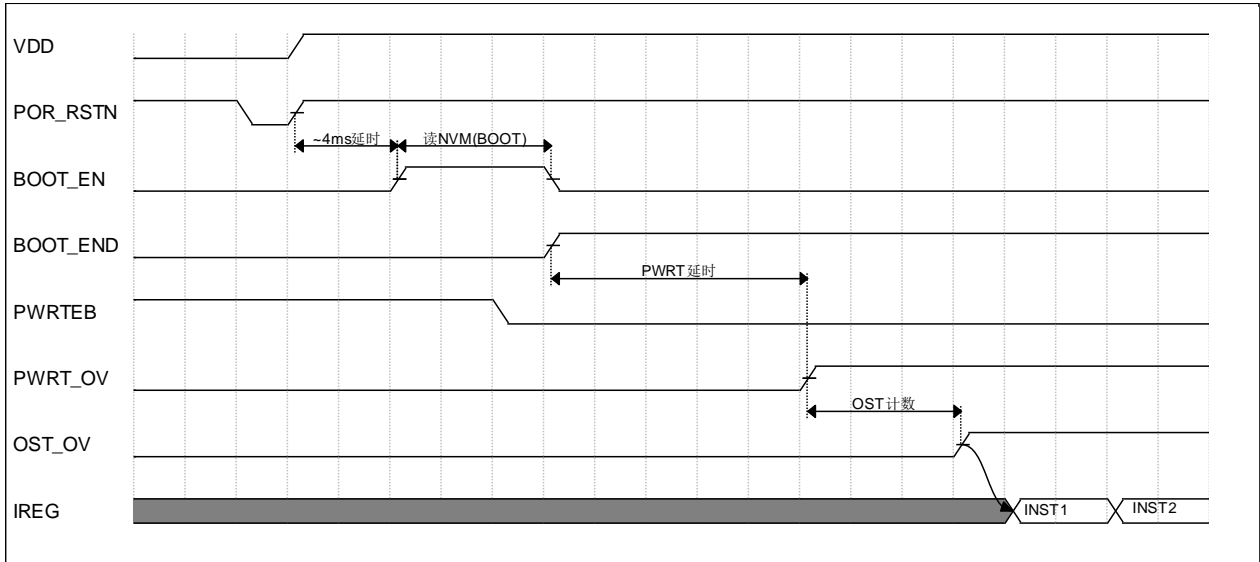 VDD
POR_RSTN
~4ms延时
读NVM(BOOT)
BOOT_EN
BOOT_END
PWRT延时
PWRTEB
PWRT_OV
OST计数
OST_OV
IREG
INST1
INST2